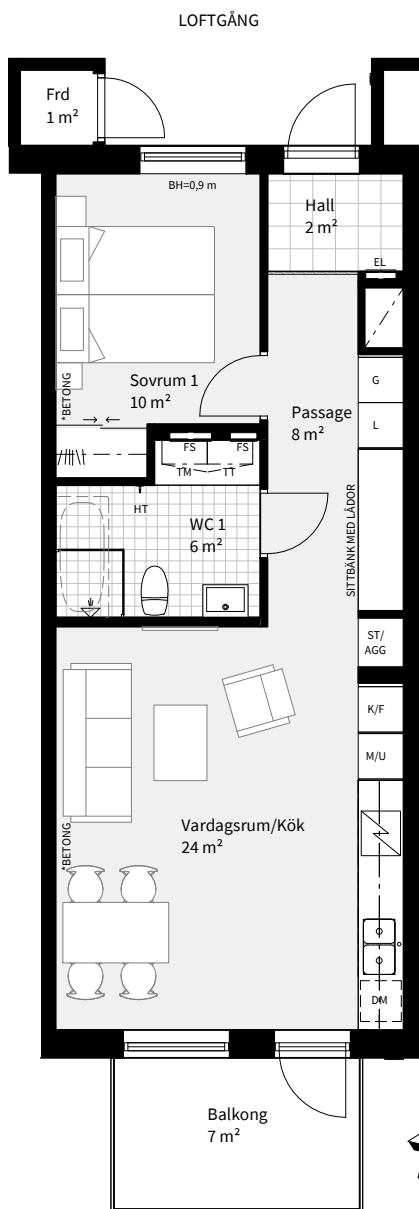 LOFTGÅNG
Frd
1 m²
BH=0,9 m
Hall
2 m²
EL
G
Sovrum 1
10 m²
*BETONG
Passage
8 m²
L
FS
FS
TM
TT
HT
WC 1
6 m²
SITTBÄNK MED LÅDOR
ST/
AGG
K/F
M/U
Vardagsrum/Kök
24 m²
*BETONG
DM
Balkong
7 m²